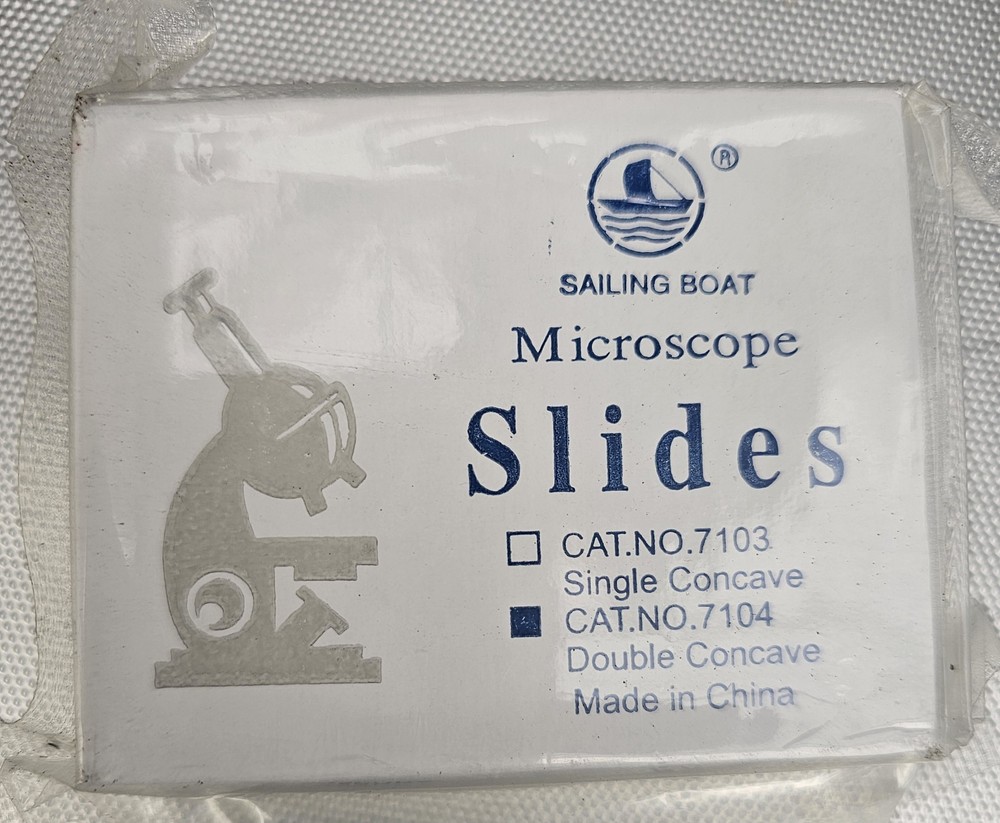 ®
SAILING BOAT
Microscope
Slides
CAT.NO.7103
Single Concave
CAT.NO.7104
Double Concave
Made in China